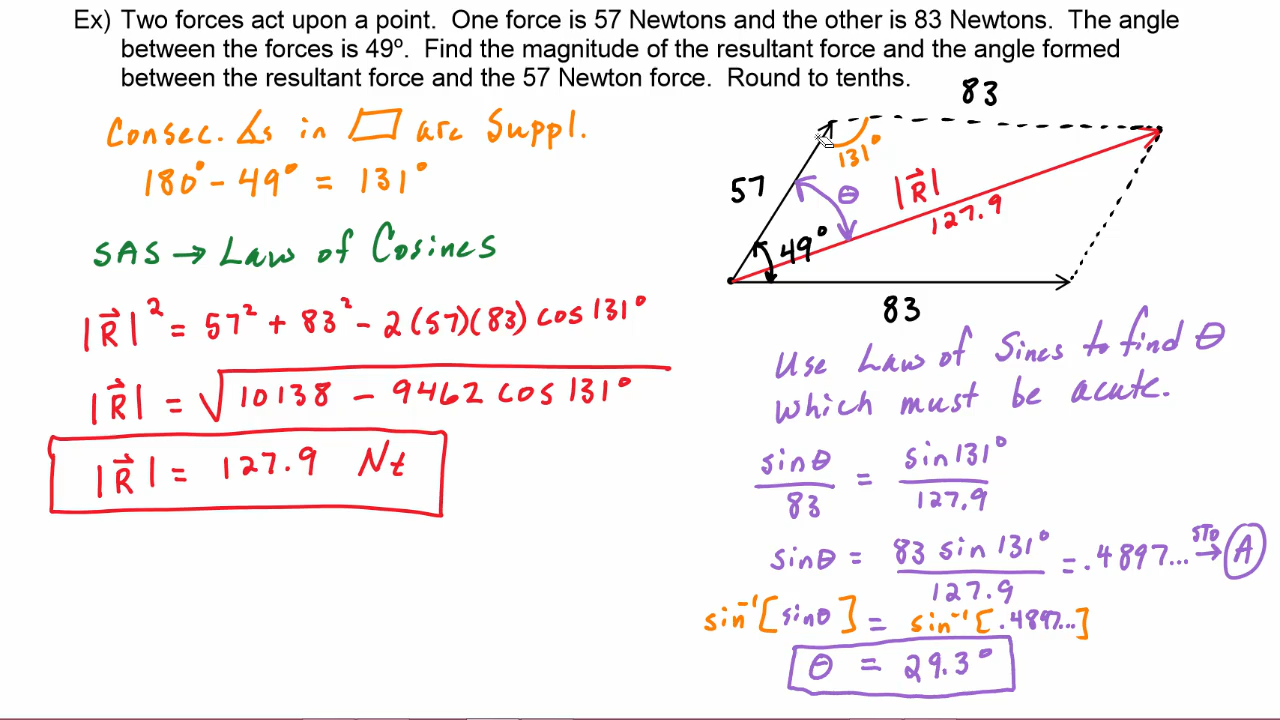 Ex) Two forces act upon a point. One force is 57 Newtons and the other is 83 Newtons. The angle
between the forces is 49º. Find the magnitude of the resultant force and the angle formed
between the resultant force and the 57 Newton force. Round to tenths.
Consec. ∡s in ▱ are Suppl.
180° - 49° = 131°
SAS → Law of Cosines
|R⃗|² = 57² + 83² - 2(57)(83) cos 131°
|R⃗| = √(10138 - 9462 cos 131°)
|R⃗| = 127.9 Nt
83
131°
57
θ
|R⃗|
127.9
49°
83
Use Law of Sines to find θ
which must be acute.
sinθ/83 = sin131°/127.9
sinθ = 83 sin 131°/127.9 = .4897... STO→ A
sin⁻¹[sinθ] = sin⁻¹[.4897...]
θ = 29.3°